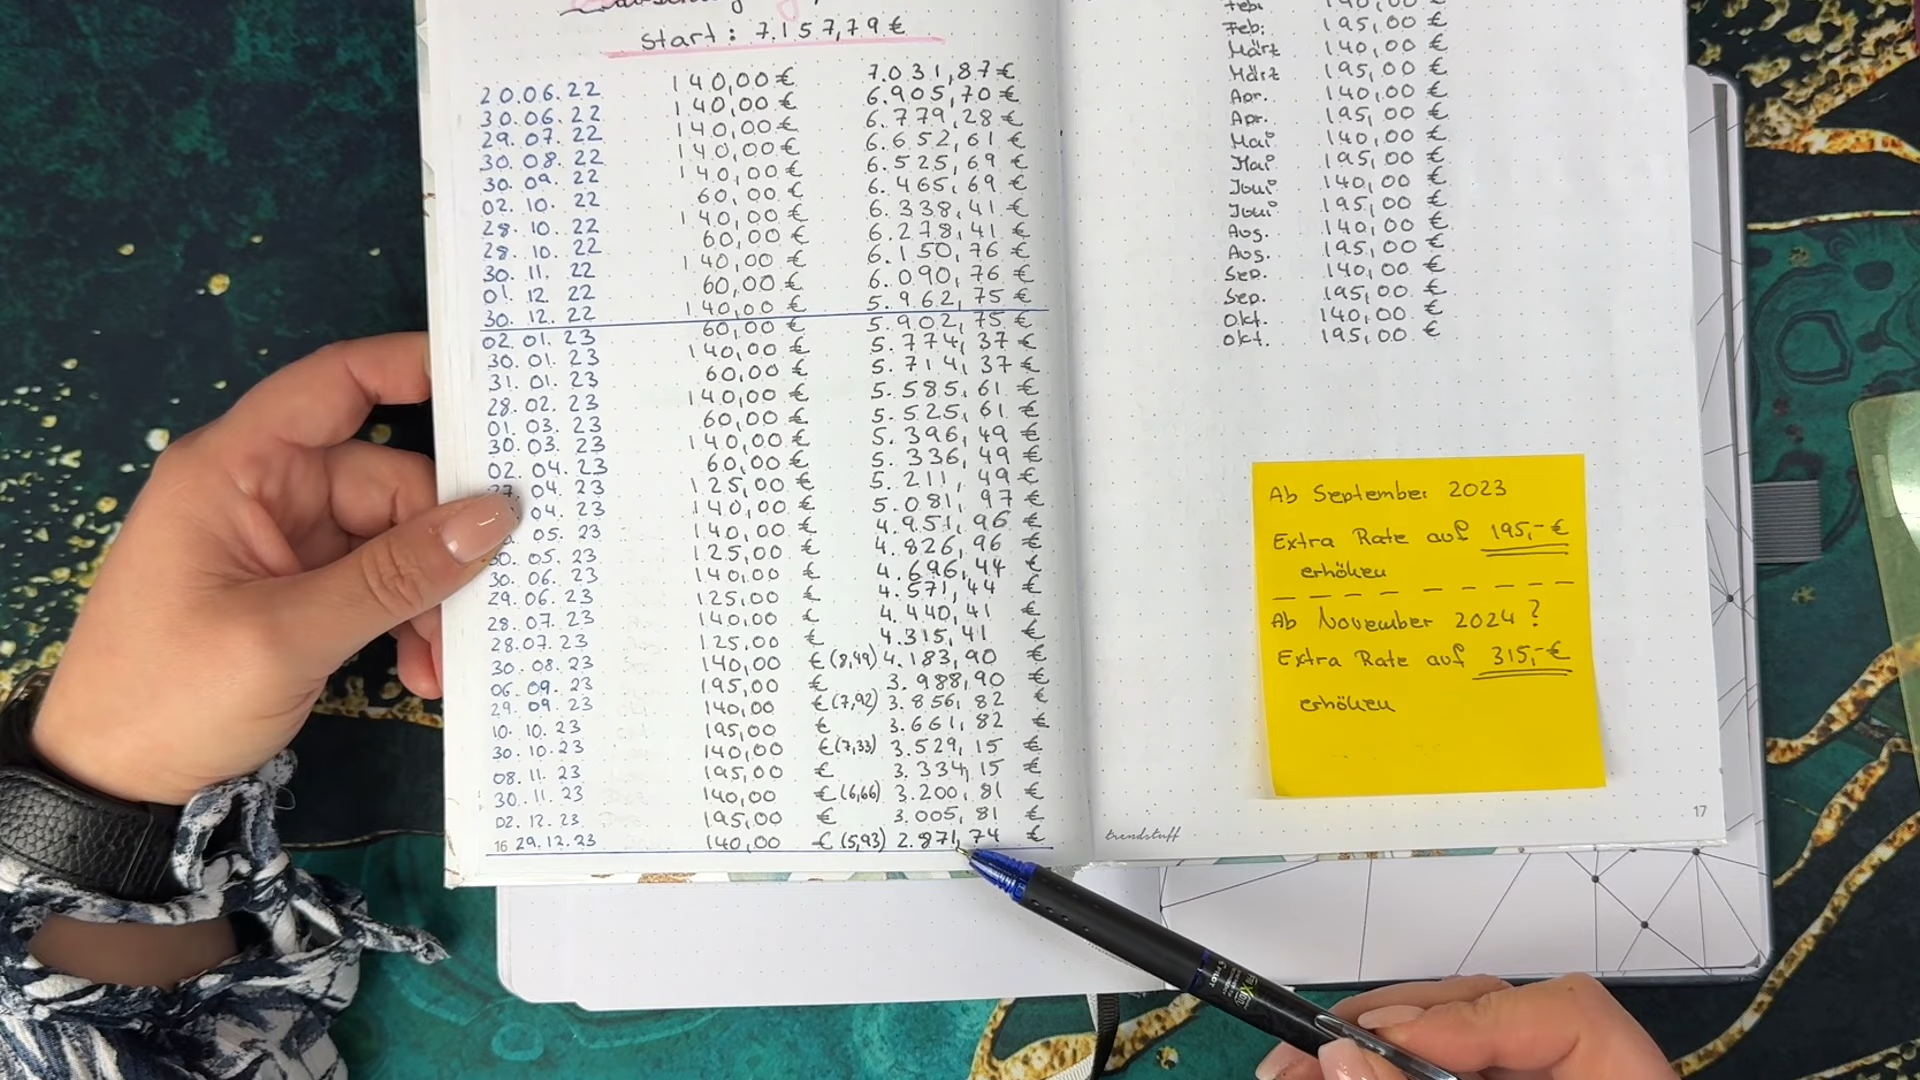 Start: 7.157,79 €
20.06.22 140,00 € 7.031,87 €
30.06.22 140,00 € 6.905,70 €
29.07.22 140,00 € 6.779,28 €
30.08.22 140,00 € 6.652,61 €
30.09.22 140,00 € 6.525,69 €
02.10.22 60,00 € 6.465,69 €
28.10.22 140,00 € 6.338,41 €
28.10.22 60,00 € 6.278,41 €
30.11.22 140,00 € 6.150,76 €
01.12.22 60,00 € 6.090,76 €
30.12.22 140,00 € 5.962,75 €
02.01.23 60,00 € 5.902,75 €
30.01.23 140,00 € 5.774,37 €
31.01.23 60,00 € 5.714,37 €
28.02.23 140,00 € 5.585,61 €
01.03.23 60,00 € 5.525,61 €
30.03.23 140,00 € 5.396,49 €
02.04.23 60,00 € 5.336,49 €
04.23 125,00 € 5.211,49 €
04.23 140,00 € 5.081,97 €
05.23 140,00 € 4.951,96 €
30.05.23 125,00 € 4.826,96 €
30.06.23 140,00 € 4.696,44 €
29.06.23 125,00 € 4.571,44 €
28.07.23 140,00 € 4.440,41 €
28.07.23 125,00 € 4.315,41 €
30.08.23 140,00 € (8,49) 4.183,90 €
06.09.23 195,00 € 3.988,90 €
29.09.23 140,00 € (7,92) 3.856,82 €
10.10.23 195,00 € 3.661,82 €
30.10.23 140,00 € (7,33) 3.529,15 €
08.11.23 195,00 € 3.334,15 €
30.11.23 140,00 € (6,66) 3.200,81 €
02.12.23 195,00 € 3.005,81 €
29.12.23 140,00 € (5,93) 2.871,74 €
16
Feb. 140,00 €
Feb. 195,00 €
März 140,00 €
März 195,00 €
Apr. 140,00 €
Apr. 195,00 €
Mai 140,00 €
Mai 195,00 €
Juni 140,00 €
Juni 195,00 €
Aug. 140,00 €
Aug. 195,00 €
Sep. 140,00 €
Sep. 195,00 €
Okt. 140,00 €
Okt. 195,00 €
Ab September 2023
Extra Rate auf 195,- €
erhöhen
Ab November 2024?
Extra Rate auf 315,- €
erhöhen
trendstuff
17
PILOT